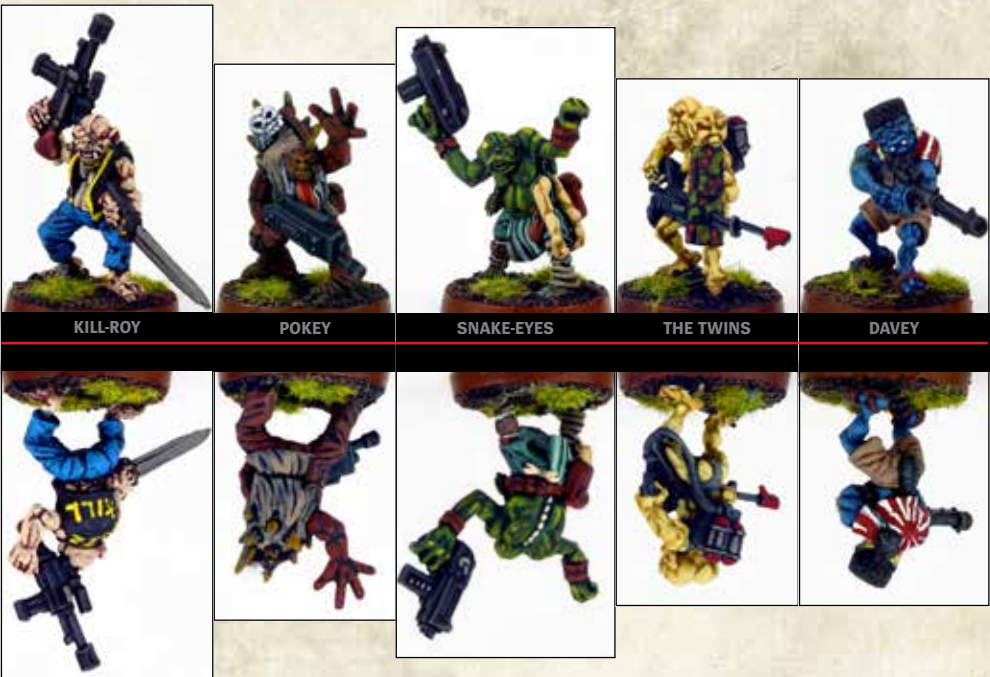 KILL-ROY
POKEY
SNAKE-EYES
THE TWINS
DAVEY
KILL